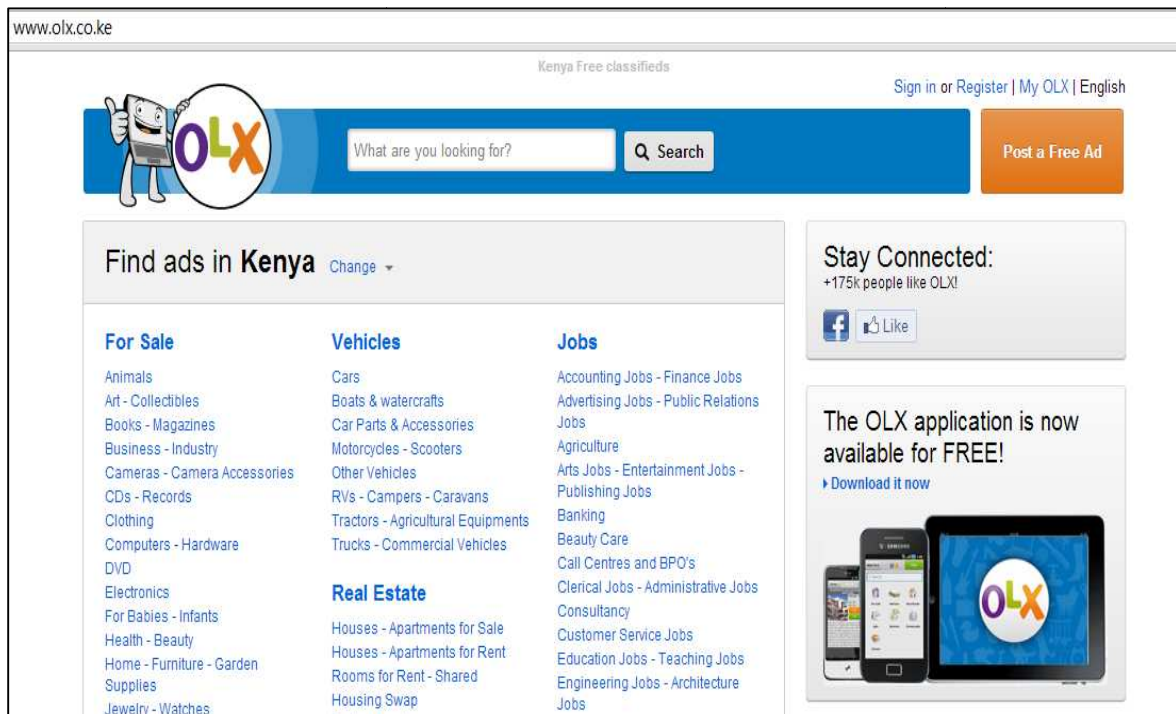 www.olx.co.ke
Kenya Free classifieds
Sign in or Register | My OLX | English
OLX
What are you looking for?
Search
Post a Free Ad
Find ads in Kenya Change
For Sale
Animals
Art - Collectibles
Books - Magazines
Business - Industry
Cameras - Camera Accessories
CDs - Records
Clothing
Computers - Hardware
DVD
Electronics
For Babies - Infants
Health - Beauty
Home - Furniture - Garden
Supplies
Jewelry - Watches
Vehicles
Cars
Boats & watercrafts
Car Parts & Accessories
Motorcycles - Scooters
Other Vehicles
RVs - Campers - Caravans
Tractors - Agricultural Equipments
Trucks - Commercial Vehicles
Real Estate
Houses - Apartments for Sale
Houses - Apartments for Rent
Rooms for Rent - Shared
Housing Swap
Jobs
Accounting Jobs - Finance Jobs
Advertising Jobs - Public Relations
Jobs
Agriculture
Arts Jobs - Entertainment Jobs -
Publishing Jobs
Banking
Beauty Care
Call Centres and BPO's
Clerical Jobs - Administrative Jobs
Consultancy
Customer Service Jobs
Education Jobs - Teaching Jobs
Engineering Jobs - Architecture
Jobs
Stay Connected:
+175k people like OLX!
Like
The OLX application is now
available for FREE!
Download it now
SAMSUNG
OLX